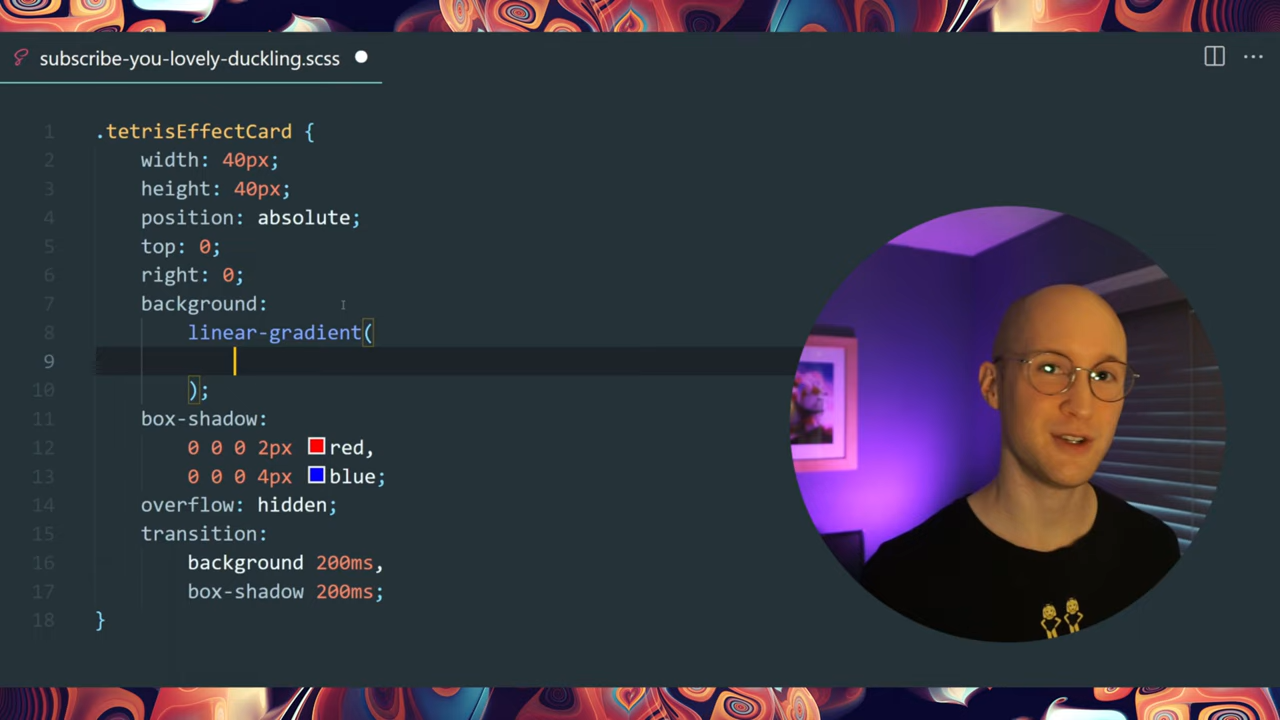 subscribe-you-lovely-duckling.scss
1 .tetrisEffectCard {
2 width: 40px;
3 height: 40px;
4 position: absolute;
5 top: 0;
6 right: 0;
7 background:
8 linear-gradient(
9
10 );
11 box-shadow:
12 0 0 0 2px red,
13 0 0 0 4px blue;
14 overflow: hidden;
15 transition:
16 background 200ms,
17 box-shadow 200ms;
18 }